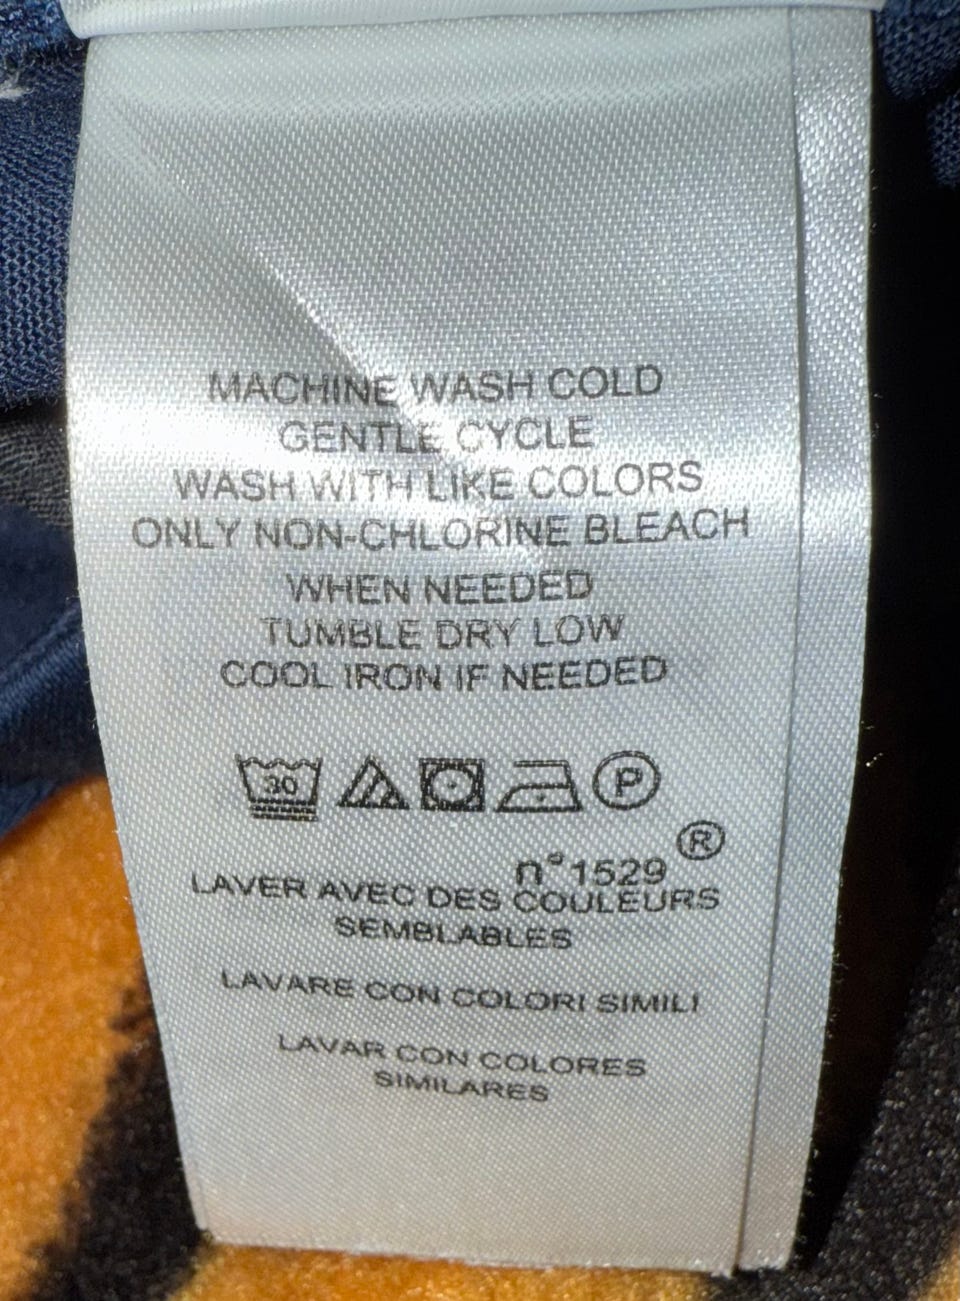 MACHINE WASH COLD
GENTLE CYCLE
WASH WITH LIKE COLORS
ONLY NON-CHLORINE BLEACH
WHEN NEEDED
TUMBLE DRY LOW
COOL IRON IF NEEDED
30 P
n°1529 ®
LAVER AVEC DES COULEURS
SEMBLABLES
LAVARE CON COLORI SIMILI
LAVAR CON COLORES
SIMILARES